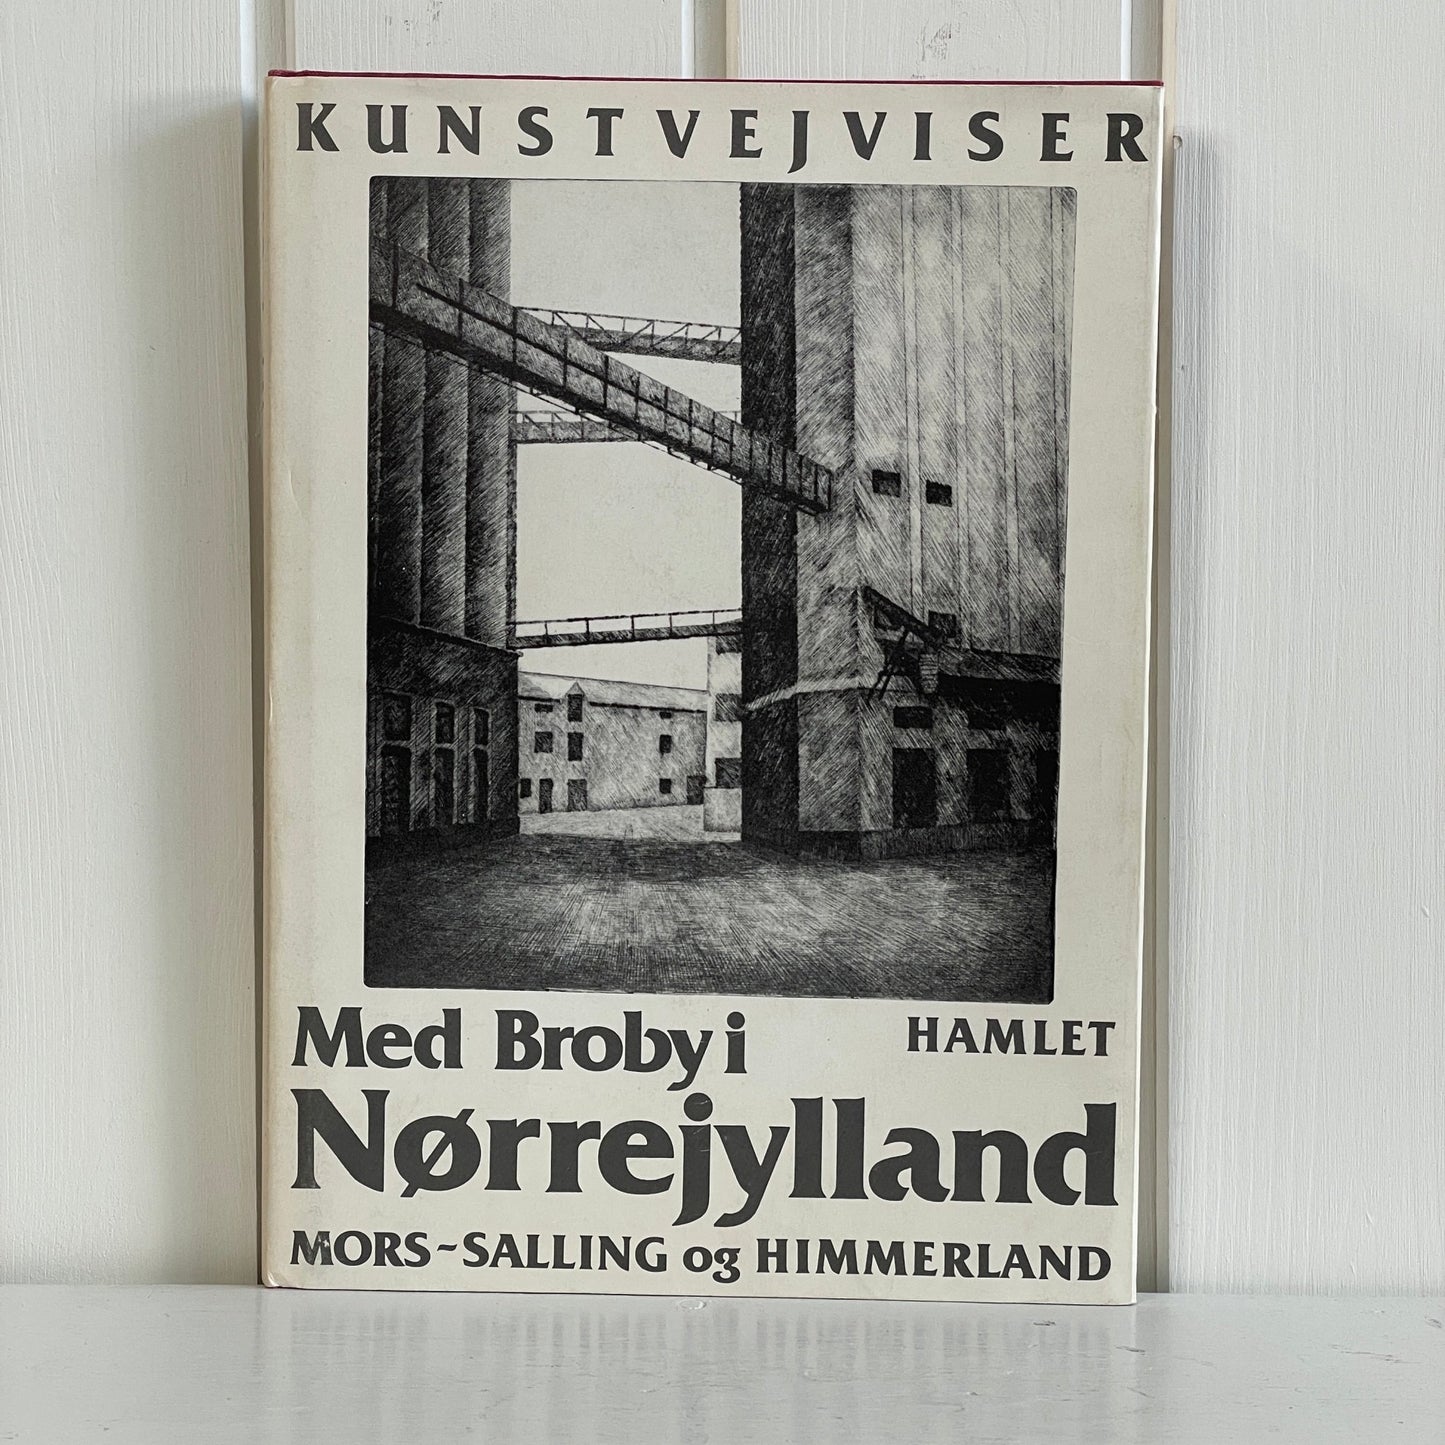 KUNSTVEJVISER
Med Broby i
HAMLET
Nørrejylland
MORS-SALLING og HIMMERLAND